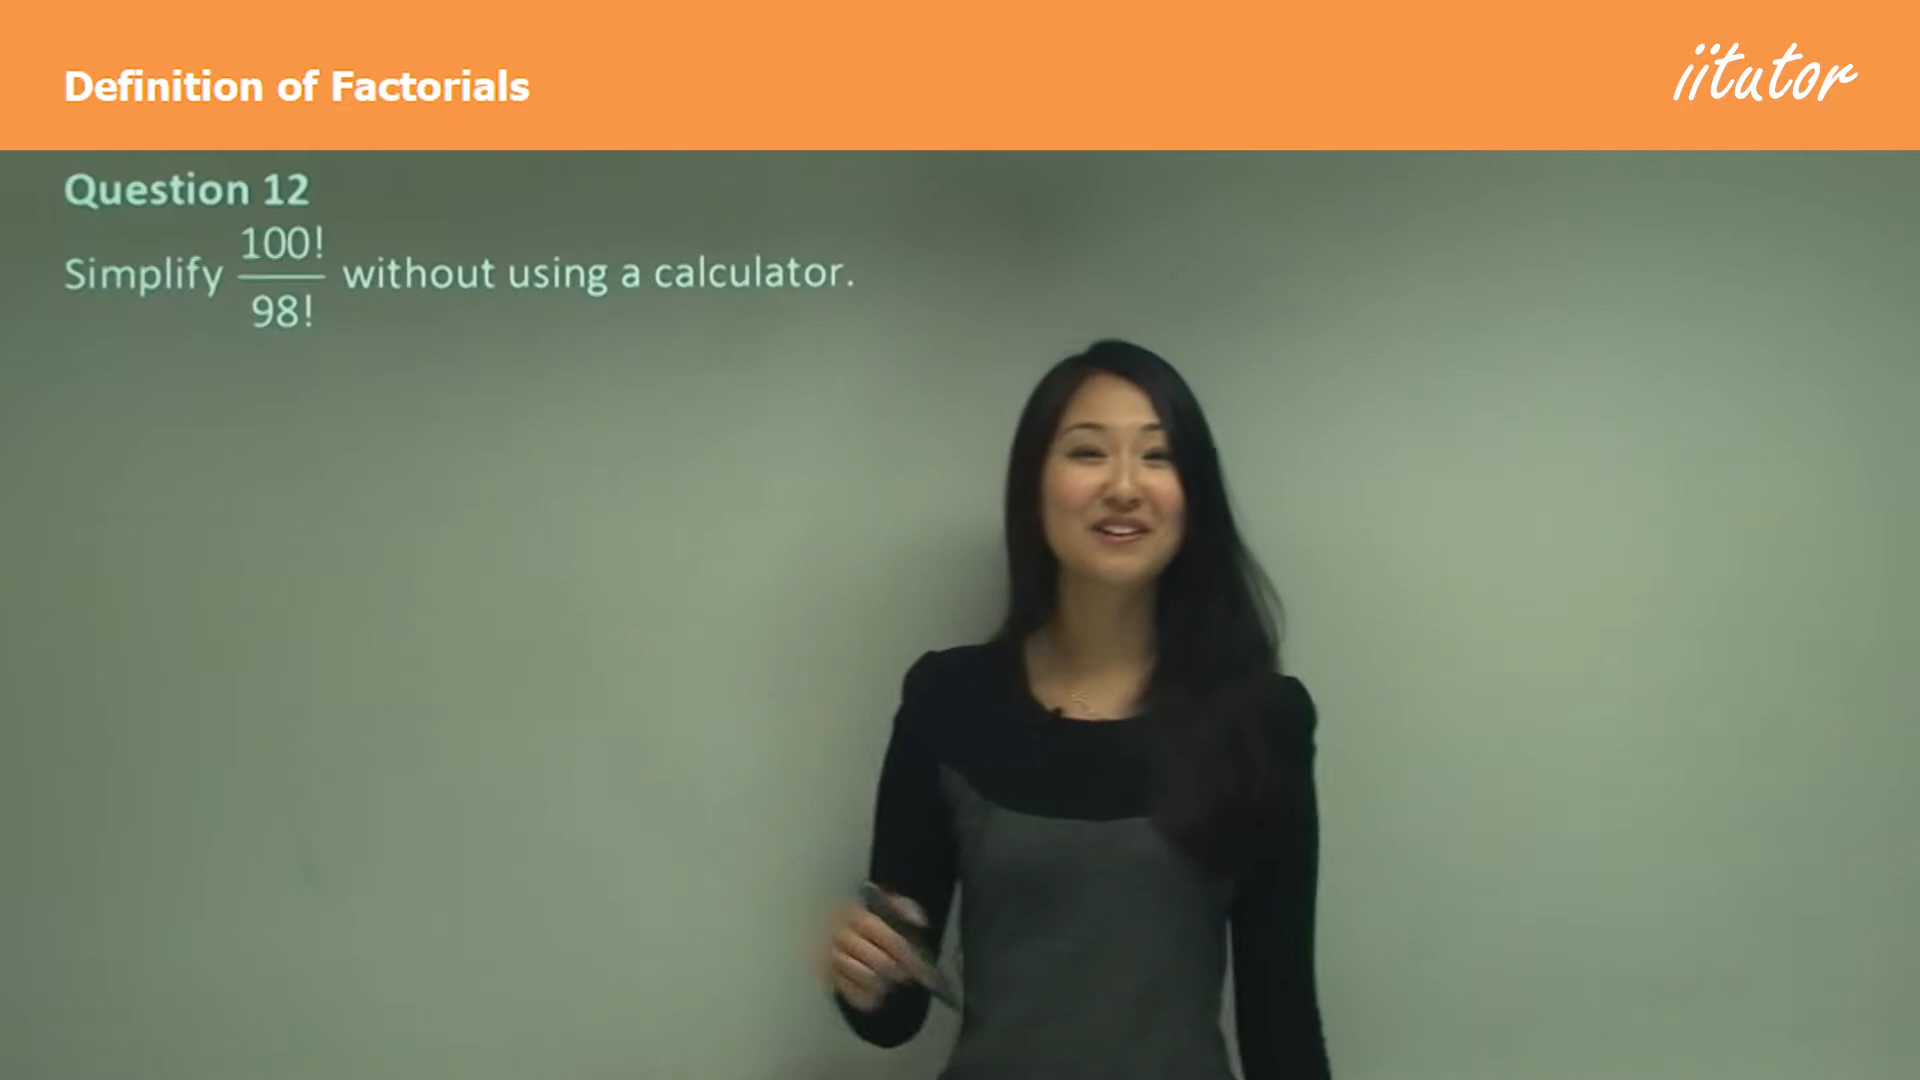 Definition of Factorials
iitutor
Question 12
Simplify 100!/98! without using a calculator.